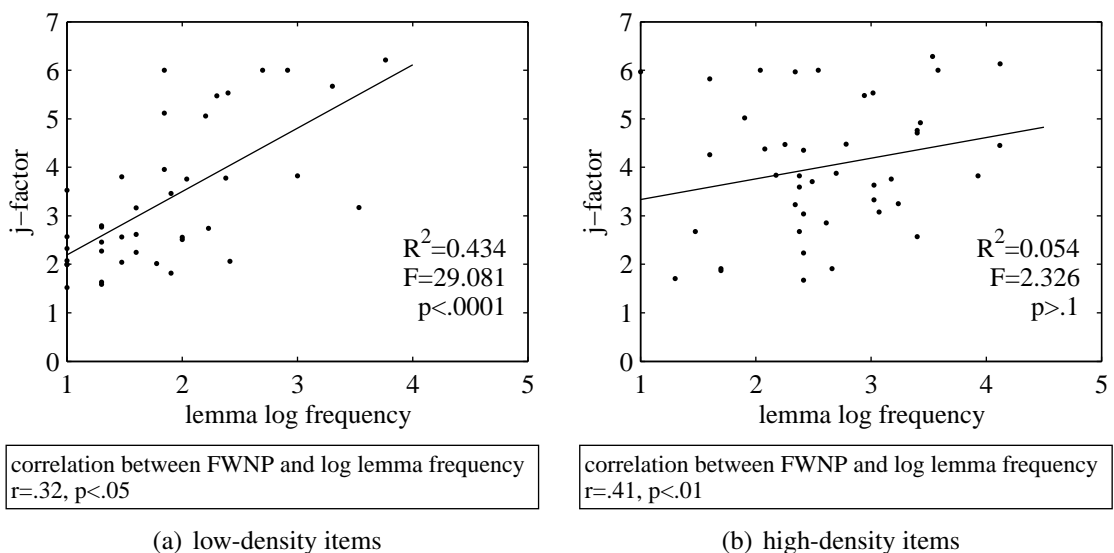 7
6
5
4
3
2
1
0
j−factor
R²=0.434
F=29.081
p<.0001
1 2 3 4 5
lemma log frequency
correlation between FWNP and log lemma frequency
r=.32, p<.05
(a) low-density items
7
6
5
4
3
2
1
0
j−factor
R²=0.054
F=2.326
p>.1
1 2 3 4 5
lemma log frequency
correlation between FWNP and log lemma frequency
r=.41, p<.01
(b) high-density items